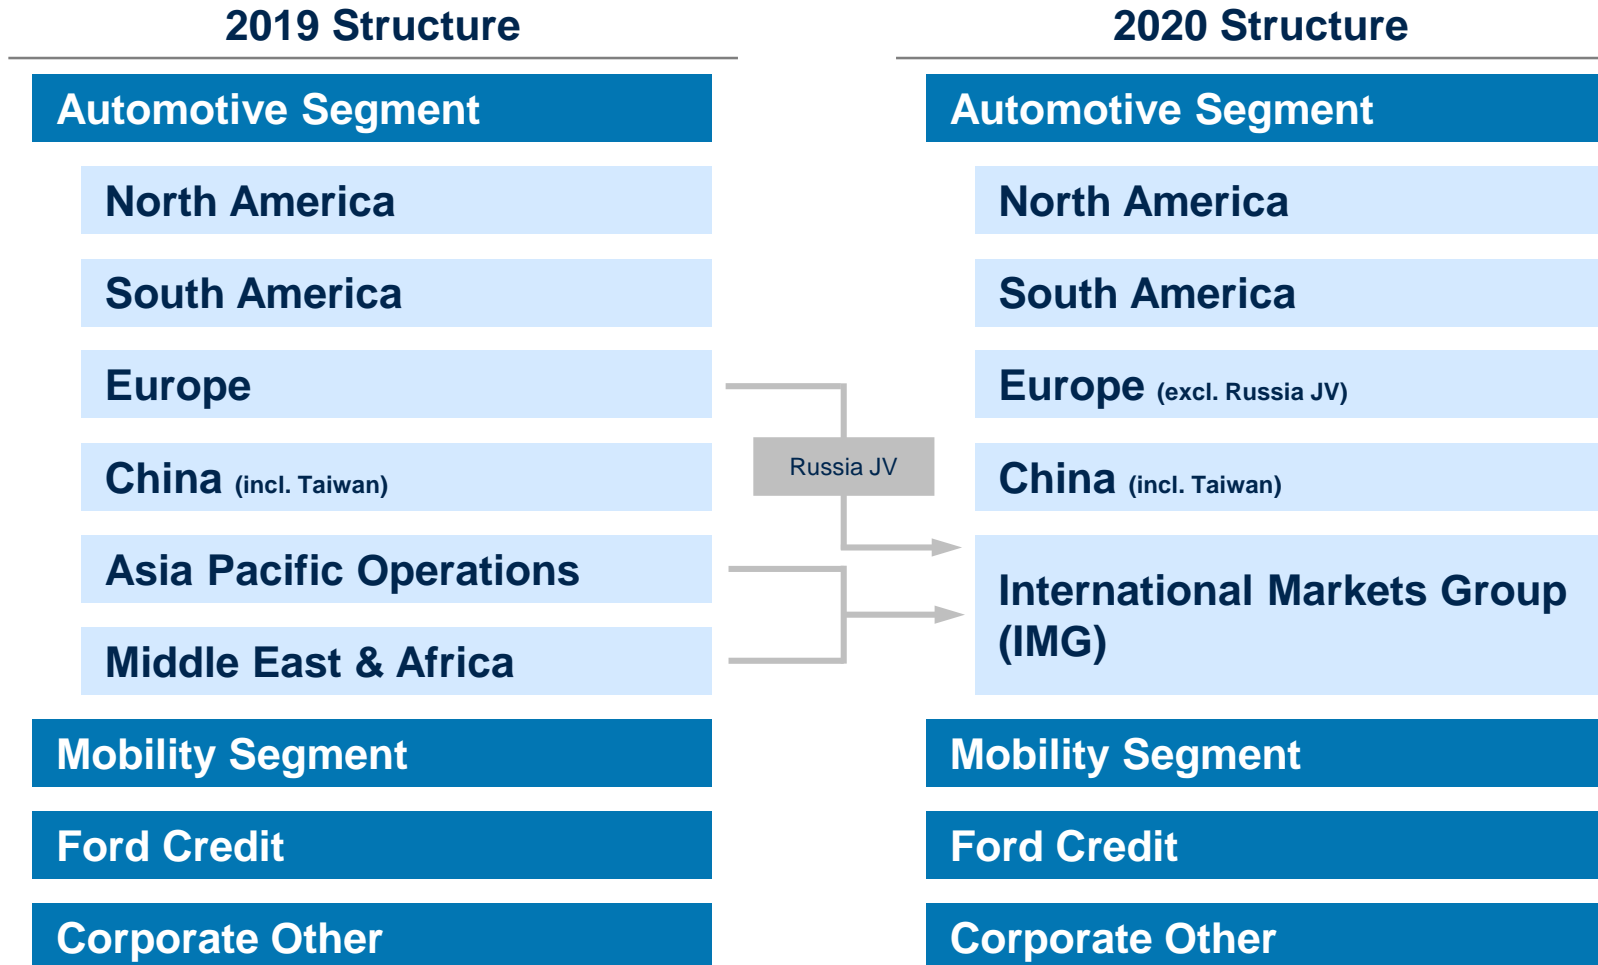 2019 Structure
Automotive Segment
North America
South America
Europe
China (incl. Taiwan)
Asia Pacific Operations
Middle East & Africa
Mobility Segment
Ford Credit
Corporate Other
Russia JV
2020 Structure
Automotive Segment
North America
South America
Europe (excl. Russia JV)
China (incl. Taiwan)
International Markets Group
(IMG)
Mobility Segment
Ford Credit
Corporate Other